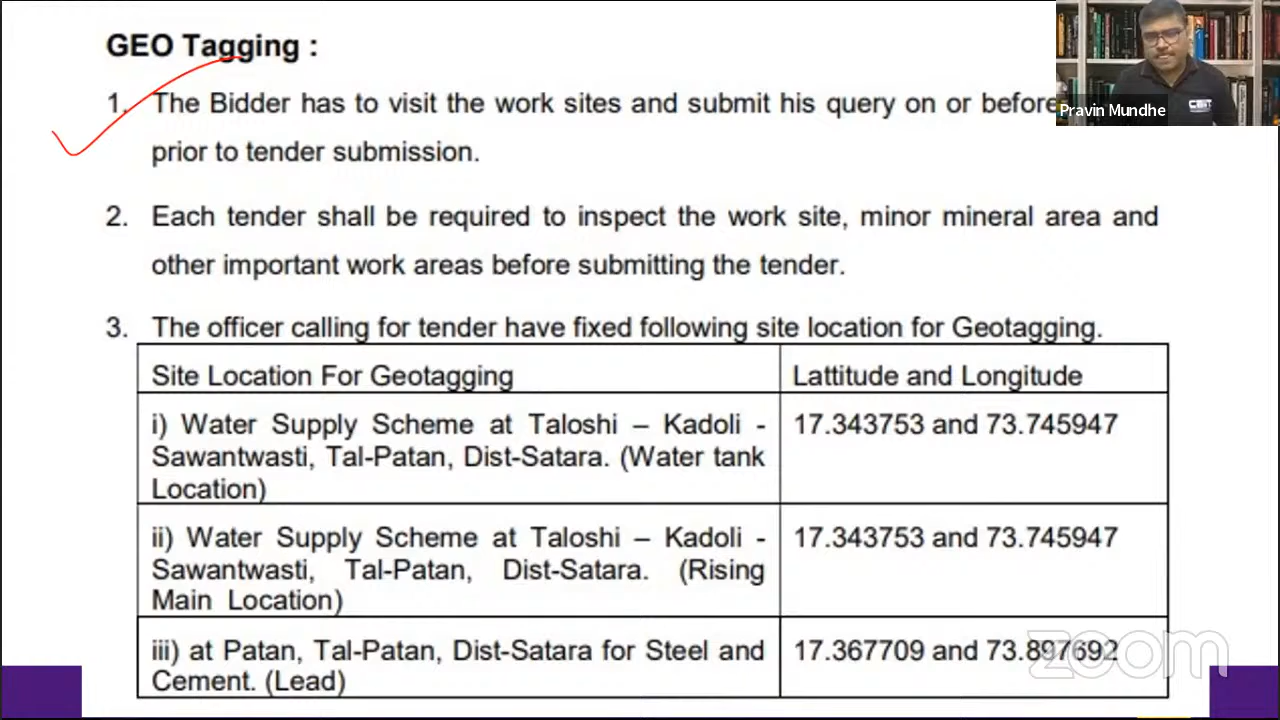 GEO Tagging :
1. The Bidder has to visit the work sites and submit his query on or before
prior to tender submission.
2. Each tender shall be required to inspect the work site, minor mineral area and
other important work areas before submitting the tender.
3. The officer calling for tender have fixed following site location for Geotagging.
Site Location For Geotagging Lattitude and Longitude
i) Water Supply Scheme at Taloshi – Kadoli - 17.343753 and 73.745947
Sawantwasti, Tal-Patan, Dist-Satara. (Water tank
Location)
ii) Water Supply Scheme at Taloshi – Kadoli - 17.343753 and 73.745947
Sawantwasti, Tal-Patan, Dist-Satara. (Rising
Main Location)
iii) at Patan, Tal-Patan, Dist-Satara for Steel and 17.367709 and 73.897692
Cement. (Lead)
Pravin Mundhe
zoom